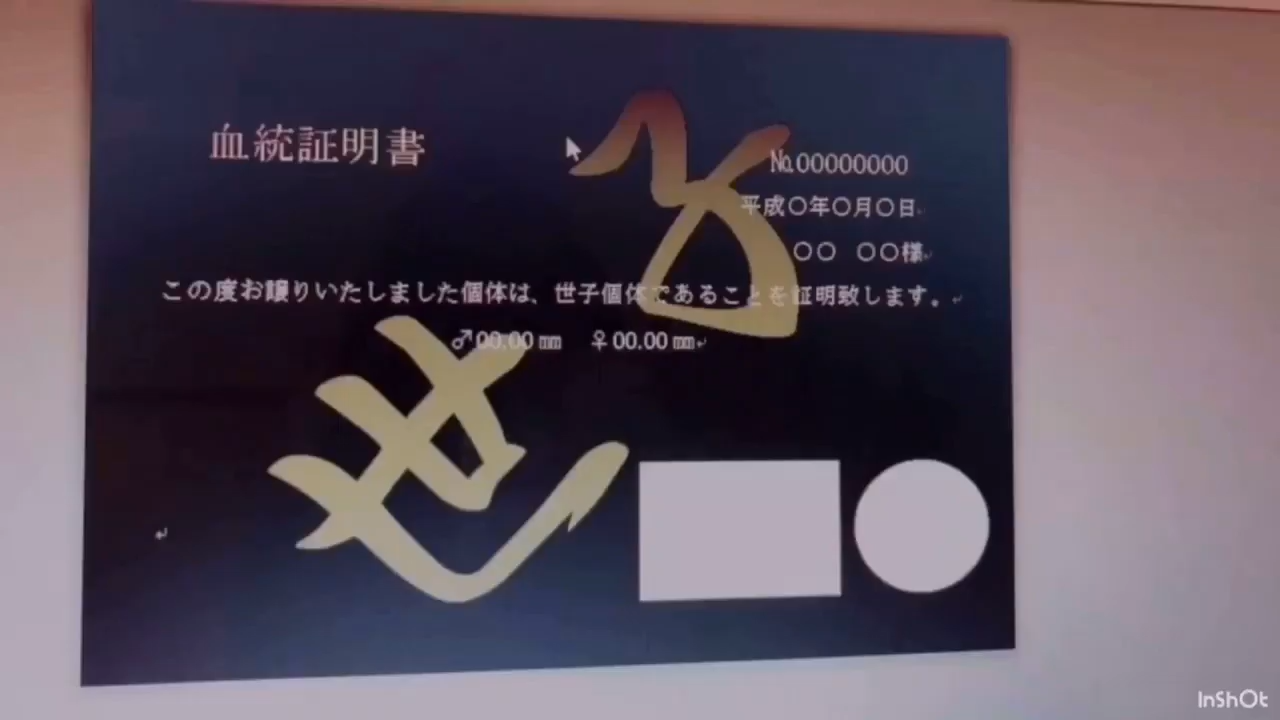 血統証明書
№00000000
平成〇年〇月〇日
〇〇 〇〇様
この度お譲りいたしました個体は、世子個体であることを証明致します。
♂00.00㎜ ♀00.00㎜
世
InShOt